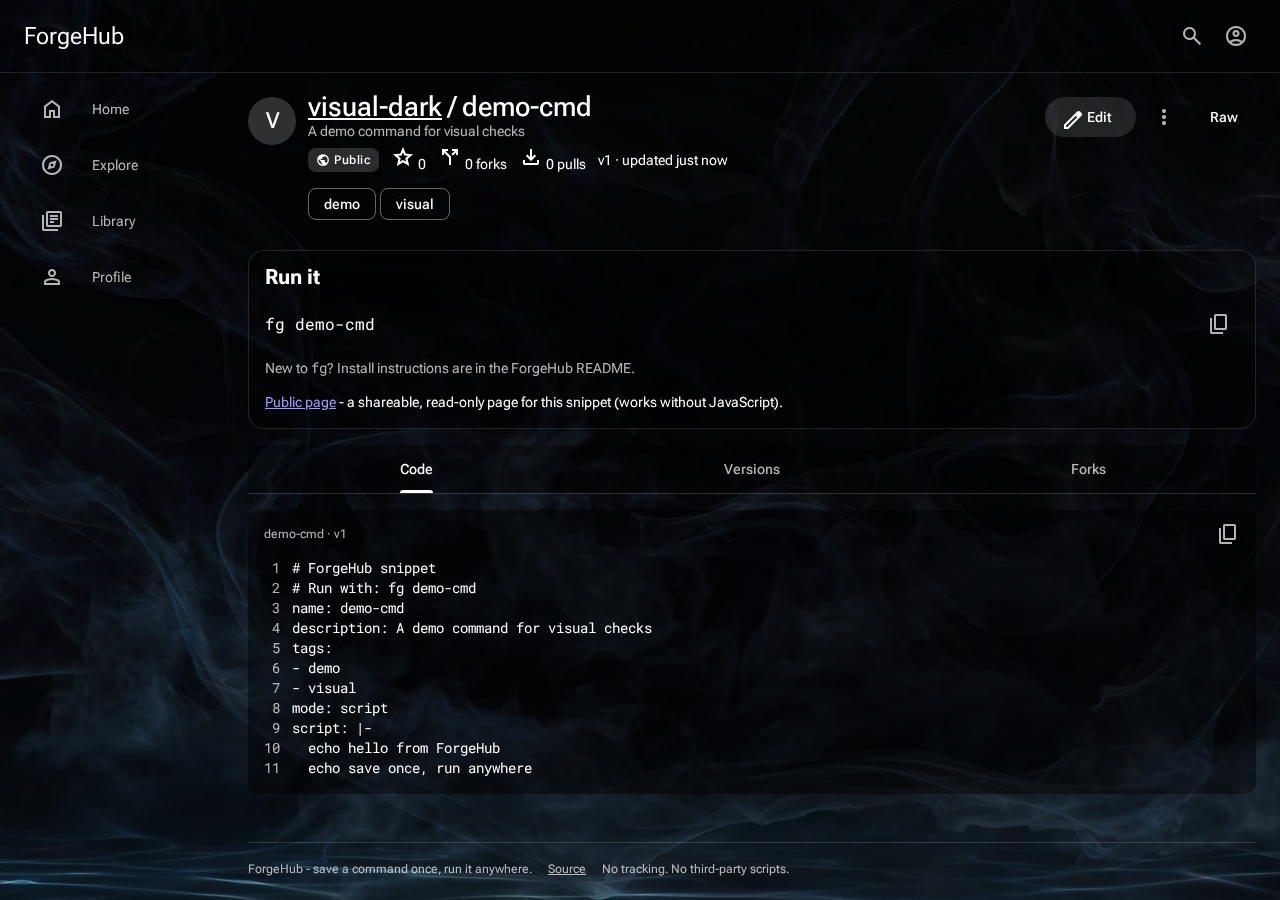 ForgeHub
Home
Explore
Library
Profile
V
visual-dark / demo-cmd
A demo command for visual checks
Public 0 0 forks 0 pulls v1 · updated just now
demo visual
Edit Raw
Run it
fg demo-cmd
New to fg? Install instructions are in the ForgeHub README.
Public page - a shareable, read-only page for this snippet (works without JavaScript).
Code Versions Forks
demo-cmd · v1
1 # ForgeHub snippet
2 # Run with: fg demo-cmd
3 name: demo-cmd
4 description: A demo command for visual checks
5 tags:
6 - demo
7 - visual
8 mode: script
9 script: |-
10   echo hello from ForgeHub
11   echo save once, run anywhere
ForgeHub - save a command once, run it anywhere. Source No tracking. No third-party scripts.